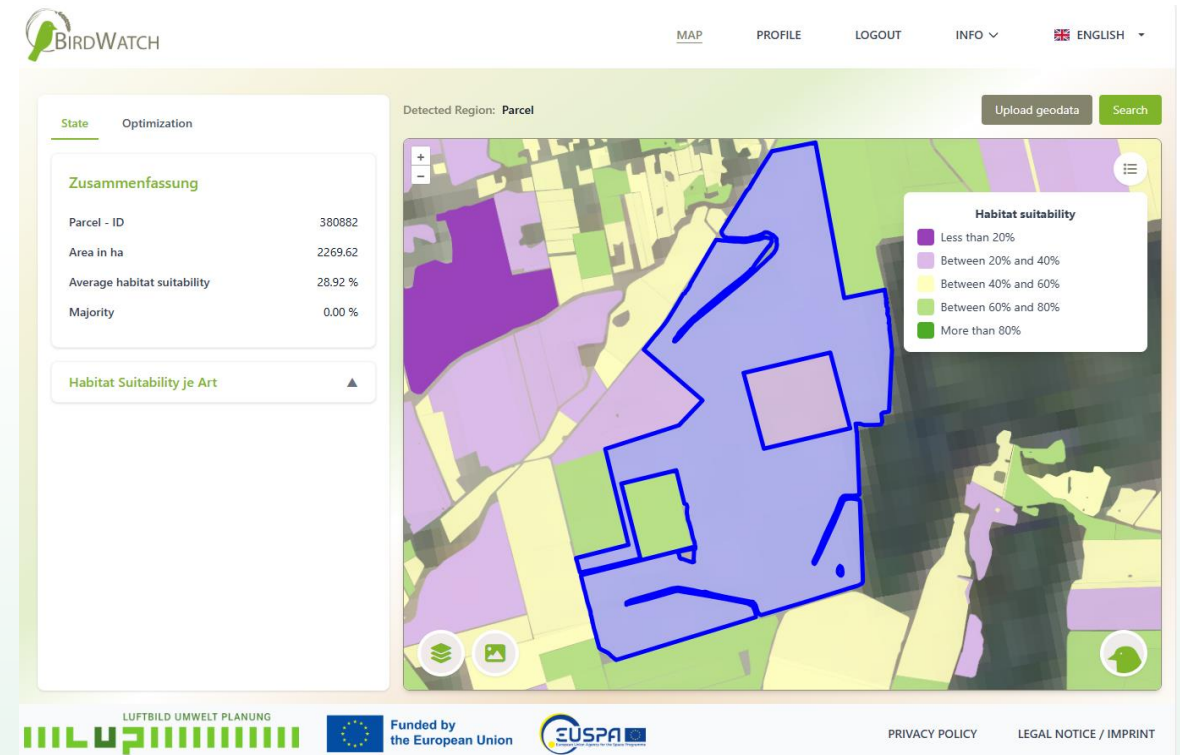 BIRDWATCH
MAP
PROFILE
LOGOUT
INFO
ENGLISH
State
Optimization
Zusammenfassung
Parcel - ID 380882
Area in ha 2269.62
Average habitat suitability 28.92 %
Majority 0.00 %
Habitat Suitability je Art
Detected Region: Parcel
Upload geodata
Search
+
−
Habitat suitability
Less than 20%
Between 20% and 40%
Between 40% and 60%
Between 60% and 80%
More than 80%
LUFTBILD UMWELT PLANUNG
LUP
Funded by
the European Union
EUSPA
PRIVACY POLICY
LEGAL NOTICE / IMPRINT